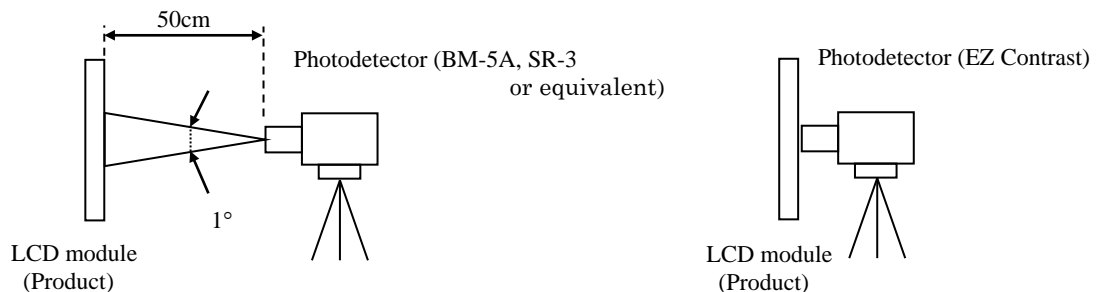 50cm
Photodetector (BM-5A, SR-3
or equivalent)
1°
LCD module
(Product)
Photodetector (EZ Contrast)
LCD module
(Product)